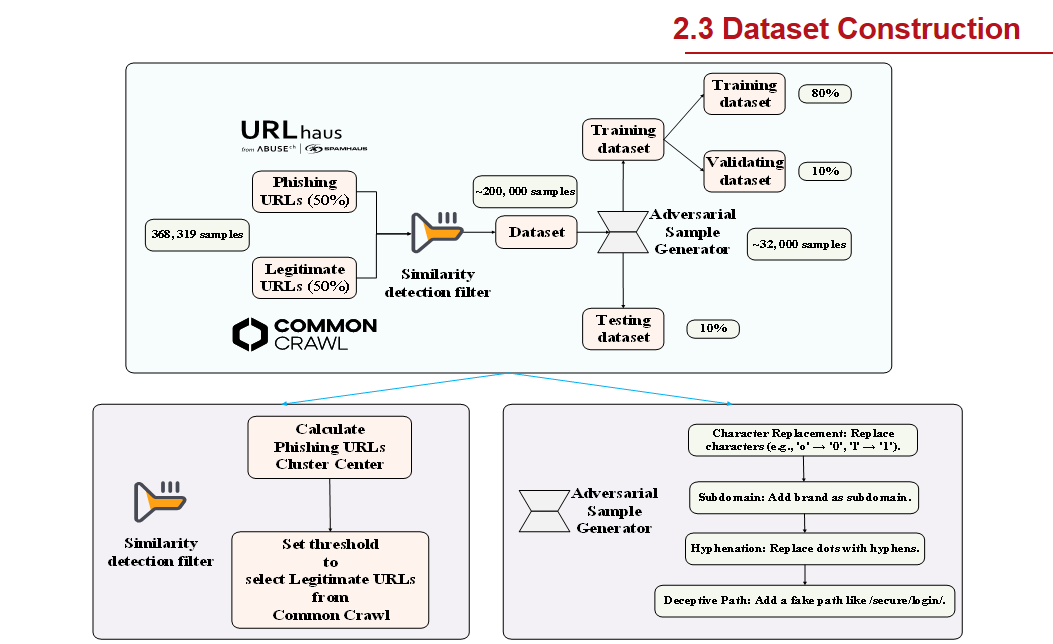 2.3 Dataset Construction
URLhaus
from ABUSE ch | SPAMHAUS
Phishing
URLs (50%)
368,319 samples
Legitimate
URLs (50%)
COMMON
CRAWL
Similarity
detection filter
~200, 000 samples
Dataset
Training
dataset
Training
dataset
80%
Validating
dataset
10%
Adversarial
Sample
Generator
~32, 000 samples
Testing
dataset
10%
Calculate
Phishing URLs
Cluster Center
Similarity
detection filter
Set threshold
to
select Legitimate URLs
from
Common Crawl
Adversarial
Sample
Generator
Character Replacement: Replace
characters (e.g., 'o' → '0', 'l' → '1').
Subdomain: Add brand as subdomain.
Hyphenation: Replace dots with hyphens.
Deceptive Path: Add a fake path like /secure/login/.